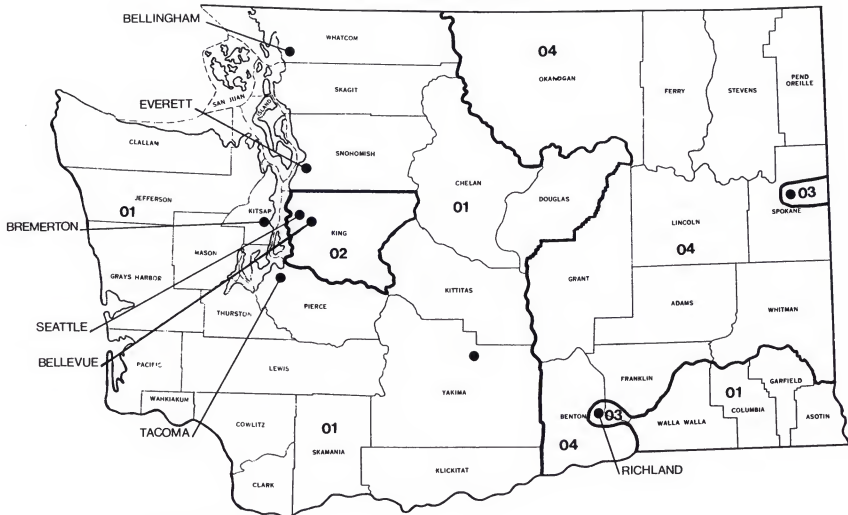 BELLINGHAM
WHATCOM
04
OKANOGAN
FERRY
STEVENS
PEND
OREILLE
SAN JUAN
SKAGIT
EVERETT
ISLAND
CLALLAM
SNOHOMISH
CHELAN
01
DOUGLAS
JEFFERSON
01
KITSAP
BREMERTON
KING
02
LINCOLN
04
SPOKANE
03
MASON
GRAYS HARBOR
KITTITAS
GRANT
ADAMS
WHITMAN
SEATTLE
THURSTON
PIERCE
BELLEVUE
PACIFIC
LEWIS
YAKIMA
FRANKLIN
GARFIELD
01
COLUMBIA
WAHKIAKUM
BENTON
03
WALLA WALLA
ASOTIN
TACOMA
COWLITZ
01
SKAMANIA
04
KLICKITAT
RICHLAND
CLARK